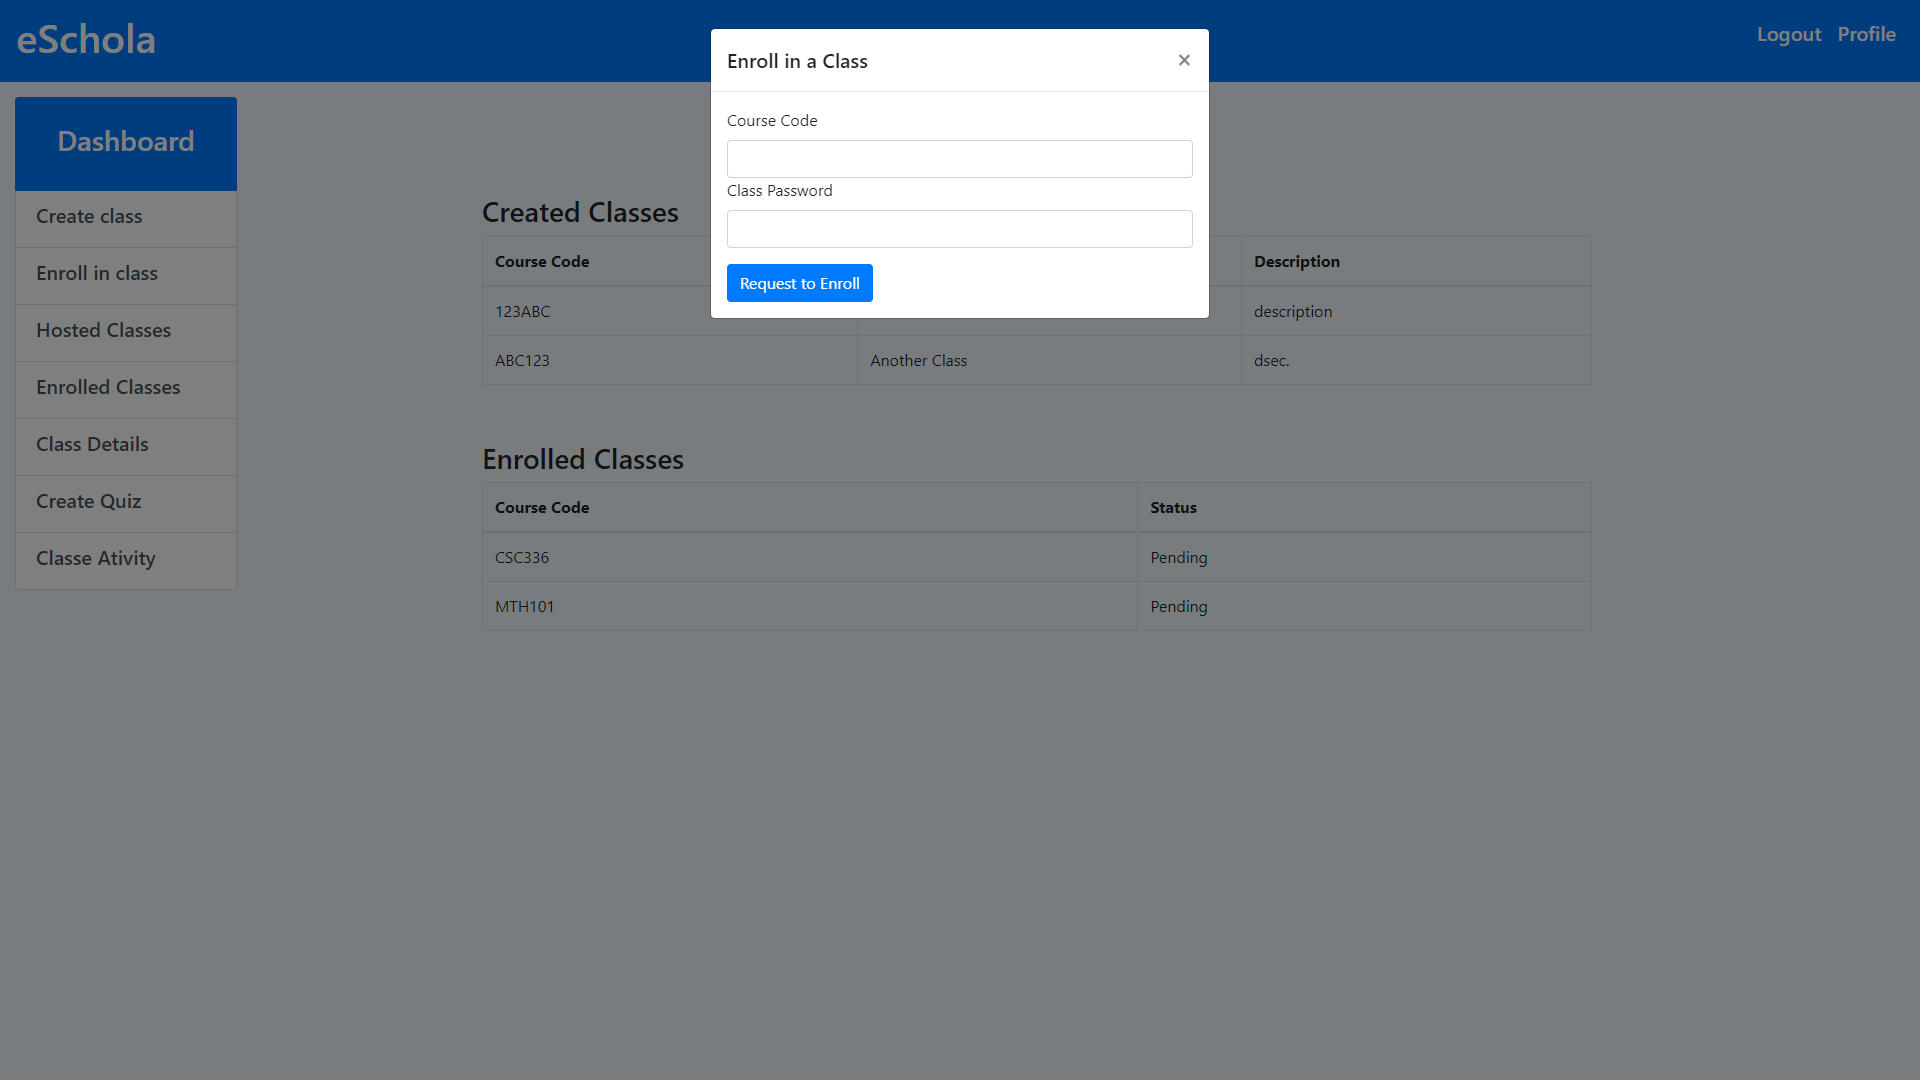 eSchola
Logout Profile
Enroll in a Class ×
Course Code
Class Password
Request to Enroll
Dashboard
Create class
Enroll in class
Hosted Classes
Enrolled Classes
Class Details
Create Quiz
Classe Ativity
Created Classes
Course Code Description
123ABC description
ABC123 Another Class dsec.
Enrolled Classes
Course Code Status
CSC336 Pending
MTH101 Pending